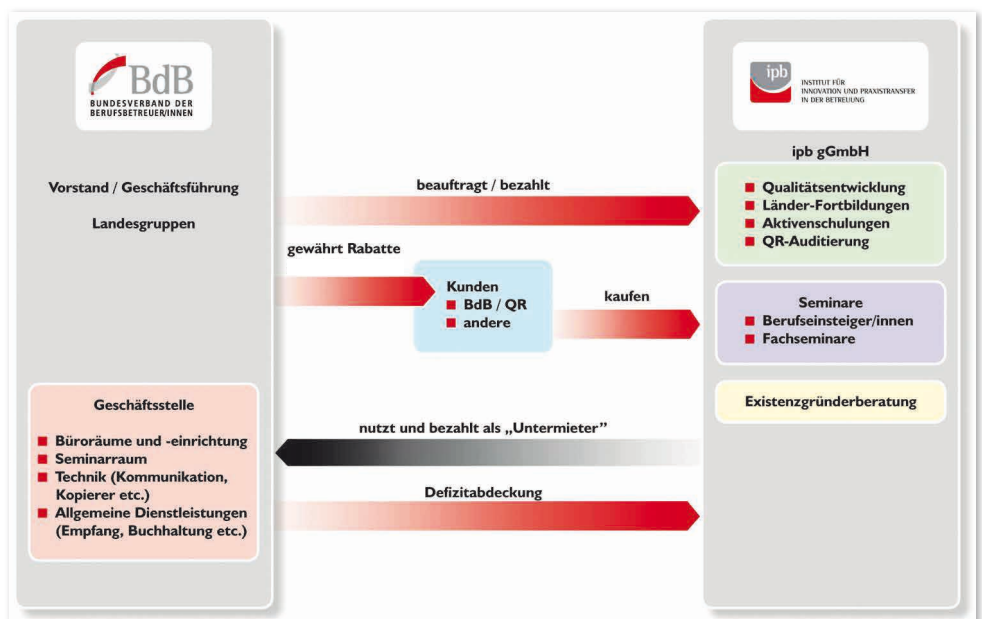 BdB
BUNDESVERBAND DER
BERUFSBETREUER/INNEN
Vorstand / Geschäftsführung
Landesgruppen
Geschäftsstelle
Büroräume und -einrichtung
Seminarraum
Technik (Kommunikation,
Kopierer etc.)
Allgemeine Dienstleistungen
(Empfang, Buchhaltung etc.)
beauftragt / bezahlt
gewährt Rabatte
Kunden
BdB / QR
andere
kaufen
nutzt und bezahlt als „Untermieter”
Defizitabdeckung
ipb
INSTITUT FÜR
INNOVATION UND PRAXISTRANSFER
IN DER BETREUUNG
ipb gGmbH
Qualitätsentwicklung
Länder-Fortbildungen
Aktivenschulungen
QR-Auditierung
Seminare
Berufseinsteiger/innen
Fachseminare
Existenzgründerberatung